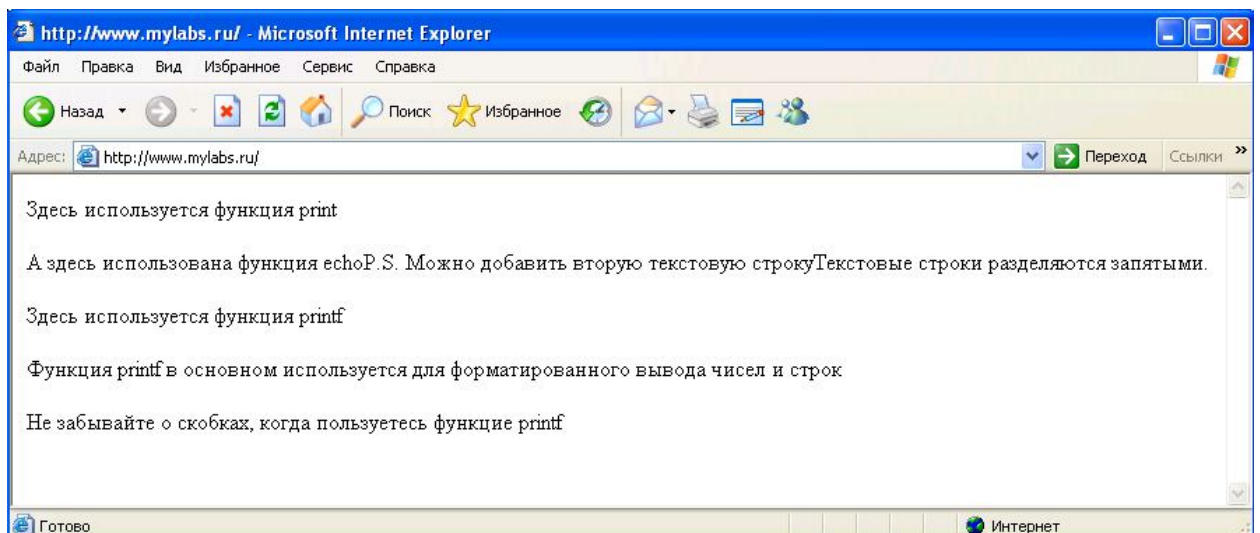 http://www.mylabs.ru/ - Microsoft Internet Explorer
Файл Правка Вид Избранное Сервис Справка
Назад Поиск Избранное
Адрес: http://www.mylabs.ru/ Переход Ссылки »
Здесь используется функция print
А здесь использована функция echoP.S. Можно добавить вторую текстовую строкуТекстовые строки разделяются запятыми.
Здесь используется функция printf
Функция printf в основном используется для форматированного вывода чисел и строк
Не забывайте о скобках, когда пользуетесь функцие printf
Готово Интернет